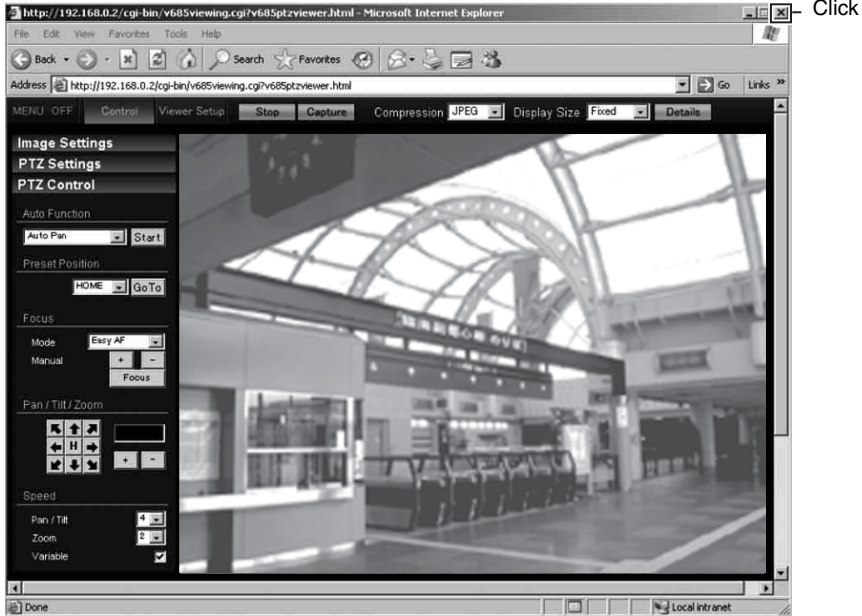 http://192.168.0.2/cgi-bin/v685viewing.cgi?v685ptzviewer.html - Microsoft Internet Explorer
Click
File Edit View Favorites Tools Help
Back Search Favorites
Address http://192.168.0.2/cgi-bin/v685viewing.cgi?v685ptzviewer.html Go Links »
MENU OFF Control Viewer Setup Stop Capture Compression JPEG Display Size Fixed Details
Image Settings
PTZ Settings
PTZ Control
Auto Function
Auto Pan Start
Preset Position
HOME GoTo
Focus
Mode Easy AF
Manual + -
Focus
Pan / Tilt / Zoom
H
+ -
Speed
Pan / Tilt 4
Zoom 2
Variable
Done Local intranet